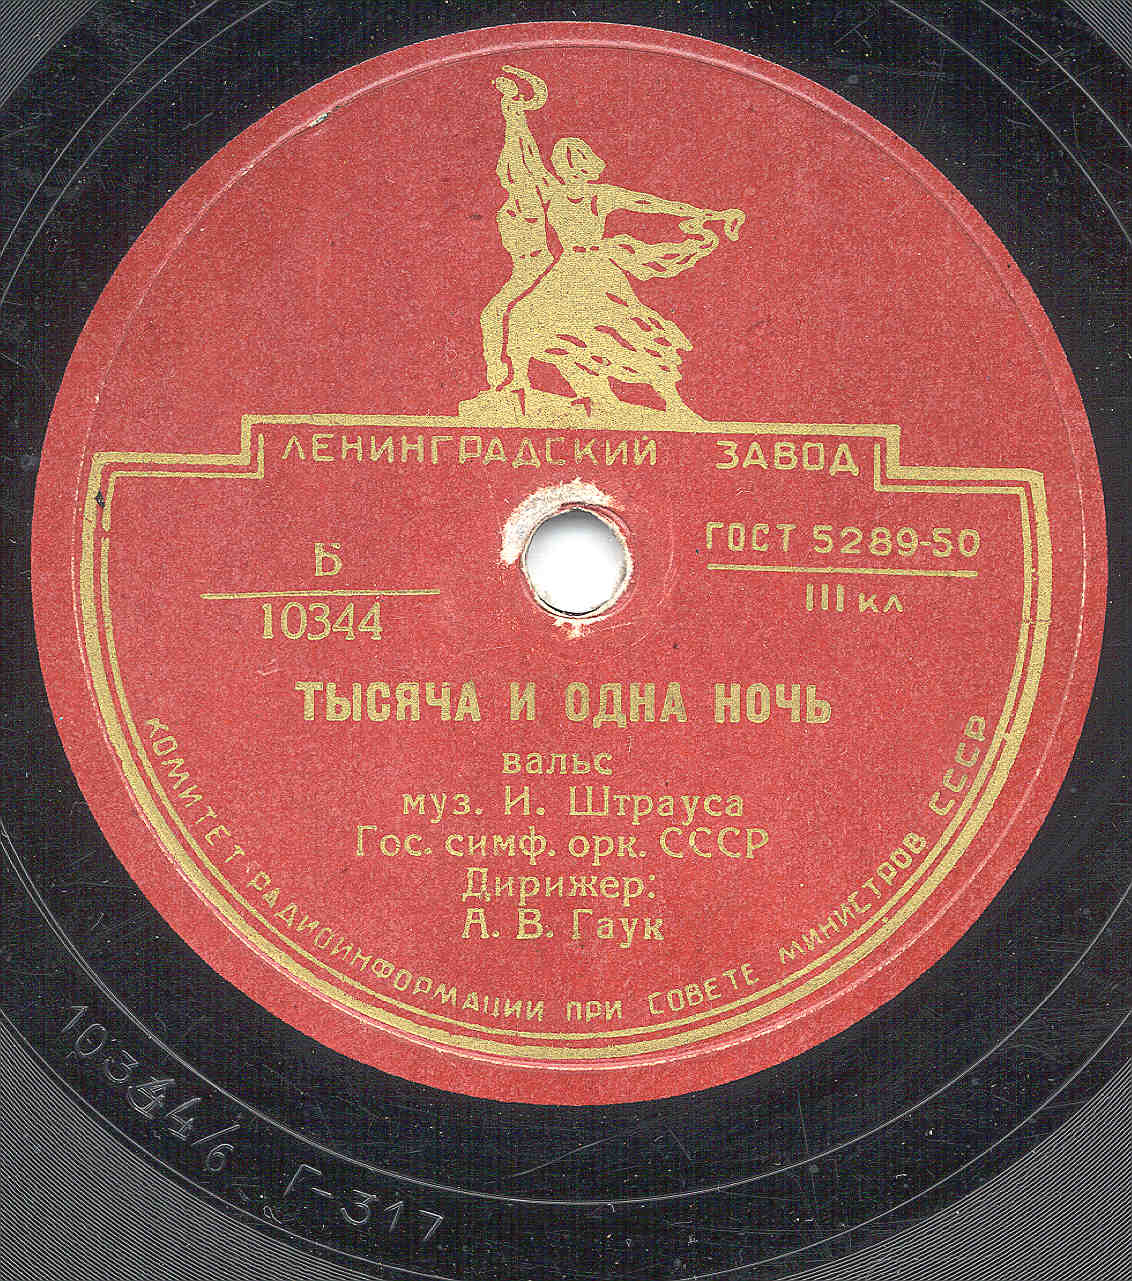 ЛЕНИНГРАДСКИЙ ЗАВОД
ГОСТ 5289-50
III кл
Б
10344
ТЫСЯЧА И ОДНА НОЧЬ
вальс
муз. И. Штрауса
Гос. симф. орк. СССР
Дирижер:
А. В. Гаук
КОМИТЕТ РАДИОИНФОРМАЦИИ ПРИ СОВЕТЕ МИНИСТРОВ СССР
10344/6 Г-317